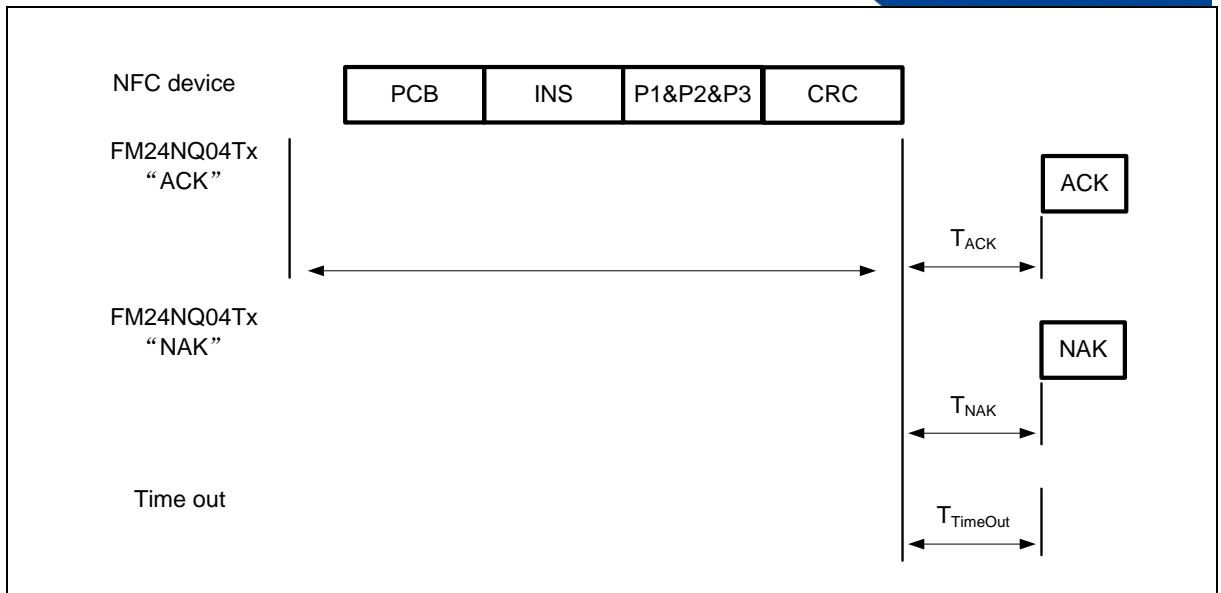 NFC device
PCB INS P1&P2&P3 CRC
FM24NQ04Tx
“ACK”
ACK
TACK
FM24NQ04Tx
“NAK”
NAK
TNAK
Time out
TTimeOut